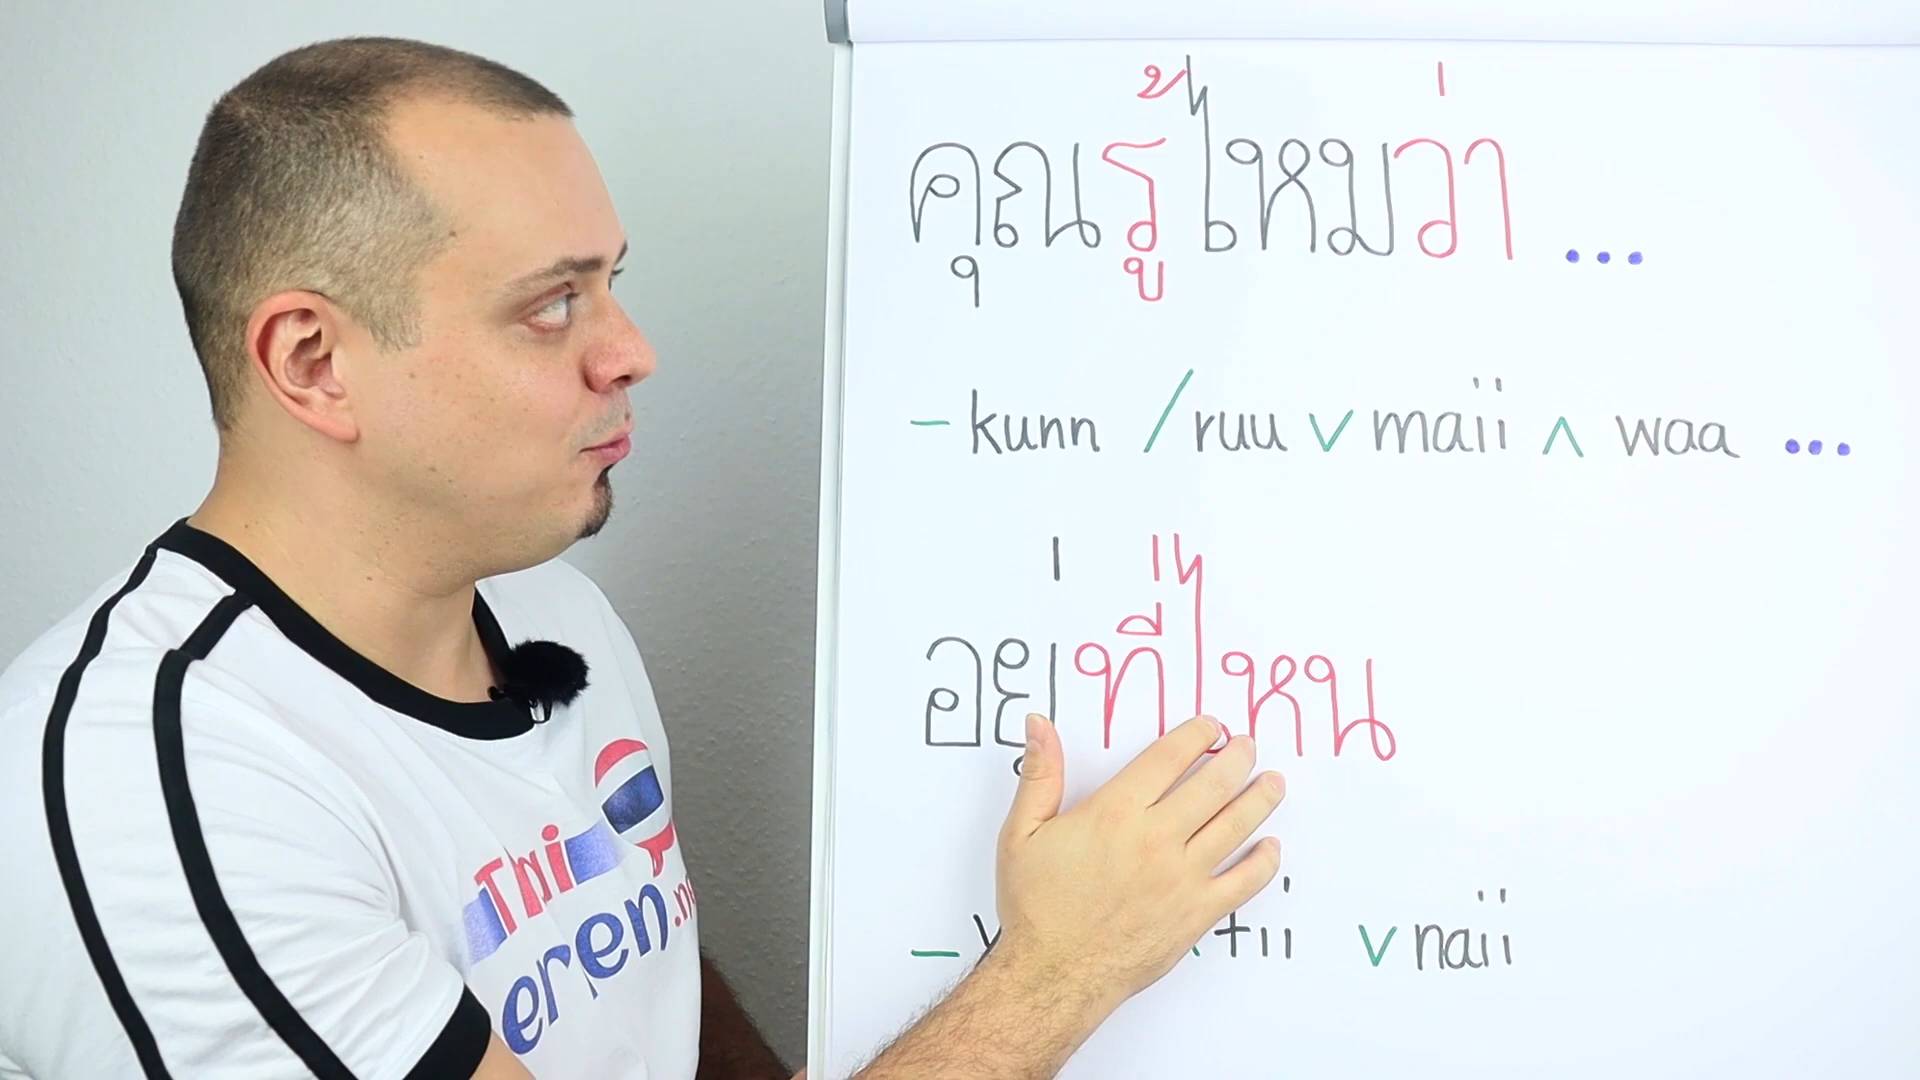 คุณรู้ไหมว่า ...
- kunn / ruu v maii ʌ waa ...
อยู่ที่ไหน
tii v naii